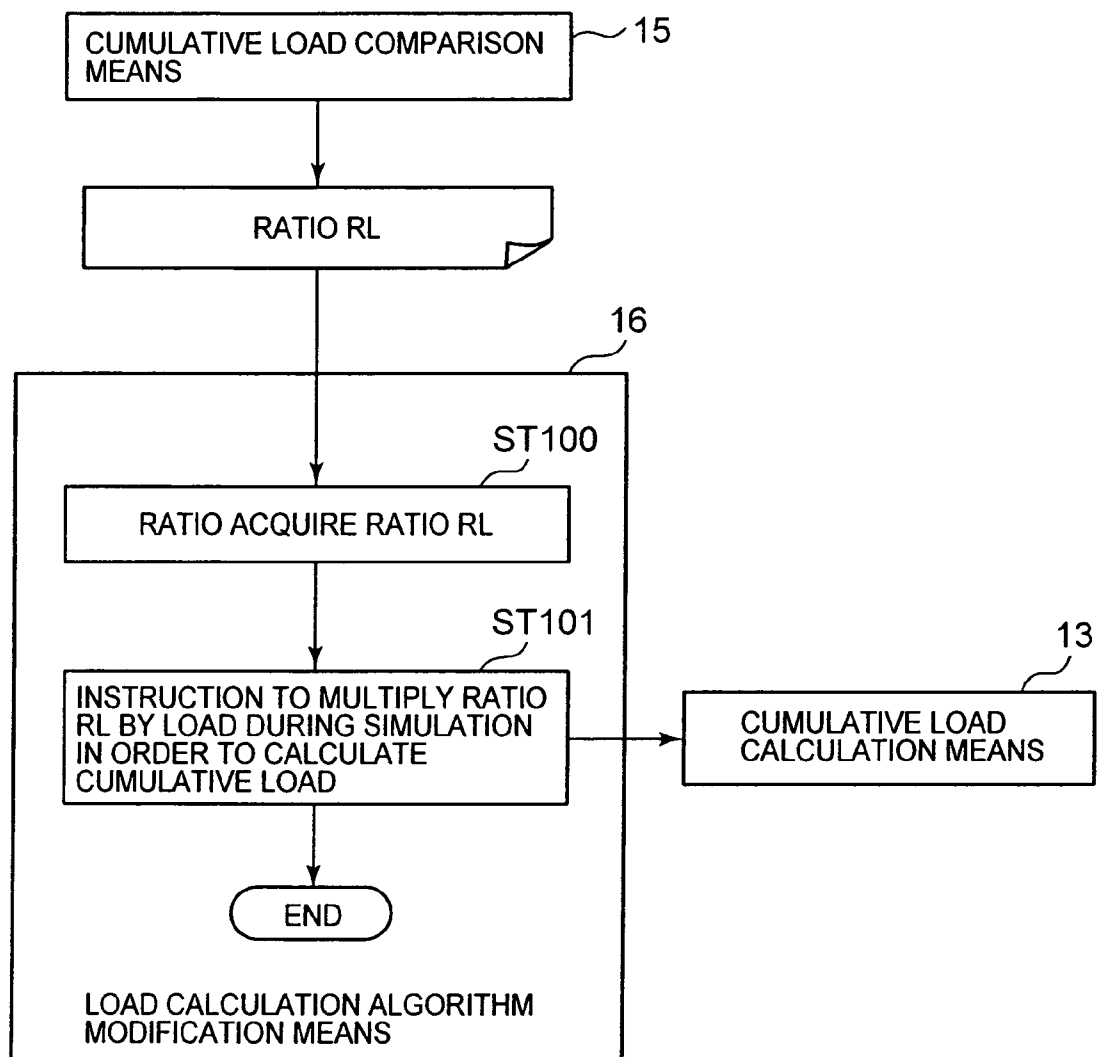 CUMULATIVE LOAD COMPARISON
MEANS
15
RATIO RL
16
ST100
RATIO ACQUIRE RATIO RL
ST101
INSTRUCTION TO MULTIPLY RATIO
RL BY LOAD DURING SIMULATION
IN ORDER TO CALCULATE
CUMULATIVE LOAD
13
CUMULATIVE LOAD
CALCULATION MEANS
END
LOAD CALCULATION ALGORITHM
MODIFICATION MEANS